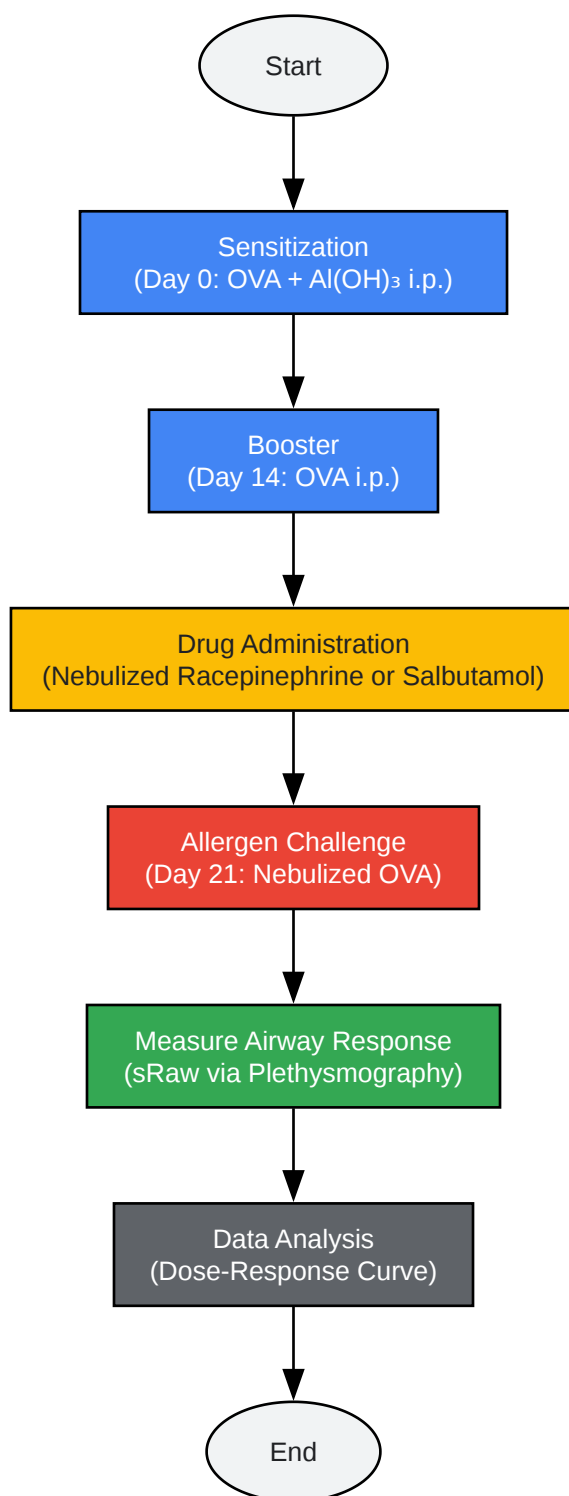 Start
Sensitization
(Day 0: OVA + Al(OH)₃ i.p.)
Booster
(Day 14: OVA i.p.)
Drug Administration
(Nebulized Racepinephrine or Salbutamol)
Allergen Challenge
(Day 21: Nebulized OVA)
Measure Airway Response
(sRaw via Plethysmography)
Data Analysis
(Dose-Response Curve)
End